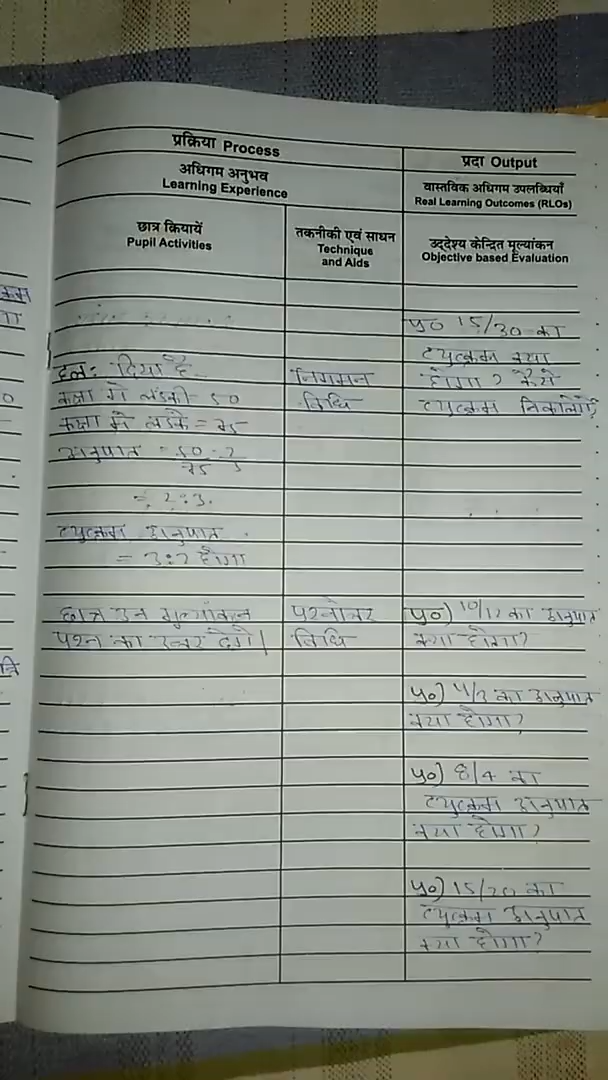 प्रक्रिया Process
प्रदा Output
अधिगम अनुभव
Learning Experience
वास्तविक अधिगम उपलब्धियाँ
Real Learning Outcomes (RLOs)
छात्र क्रियायें
Pupil Activities
तकनीकी एवं साधन
Technique
and Aids
उद्देश्य केन्द्रित मूल्यांकन
Objective based Evaluation
हल: दिया है
कक्षा में लडकी 50
कक्षा में लडके = 75
अनुपात = 50 2
75 3
= 2:3.
व्युत्क्रम अनुपात
= 3:2 होगा
छात्र उन मूल्यांकन
प्रश्न का उत्तर देगे।
निगमन
विधि
प्रश्नोत्तर
विधि
प्र० 15/30 का
व्युत्क्रम क्या
होगा? कैसे
व्युत्क्रम निकालोगे
प्र०) 10/12 का अनुपात
क्या होगा?
प्र०) 4/2 का अनुपात
क्या होगा?
प्र०) 8/4 का
व्युत्क्रम अनुपात
क्या होगा?
प्र०) 15/20 का
व्युत्क्रम अनुपात
क्या होगा?